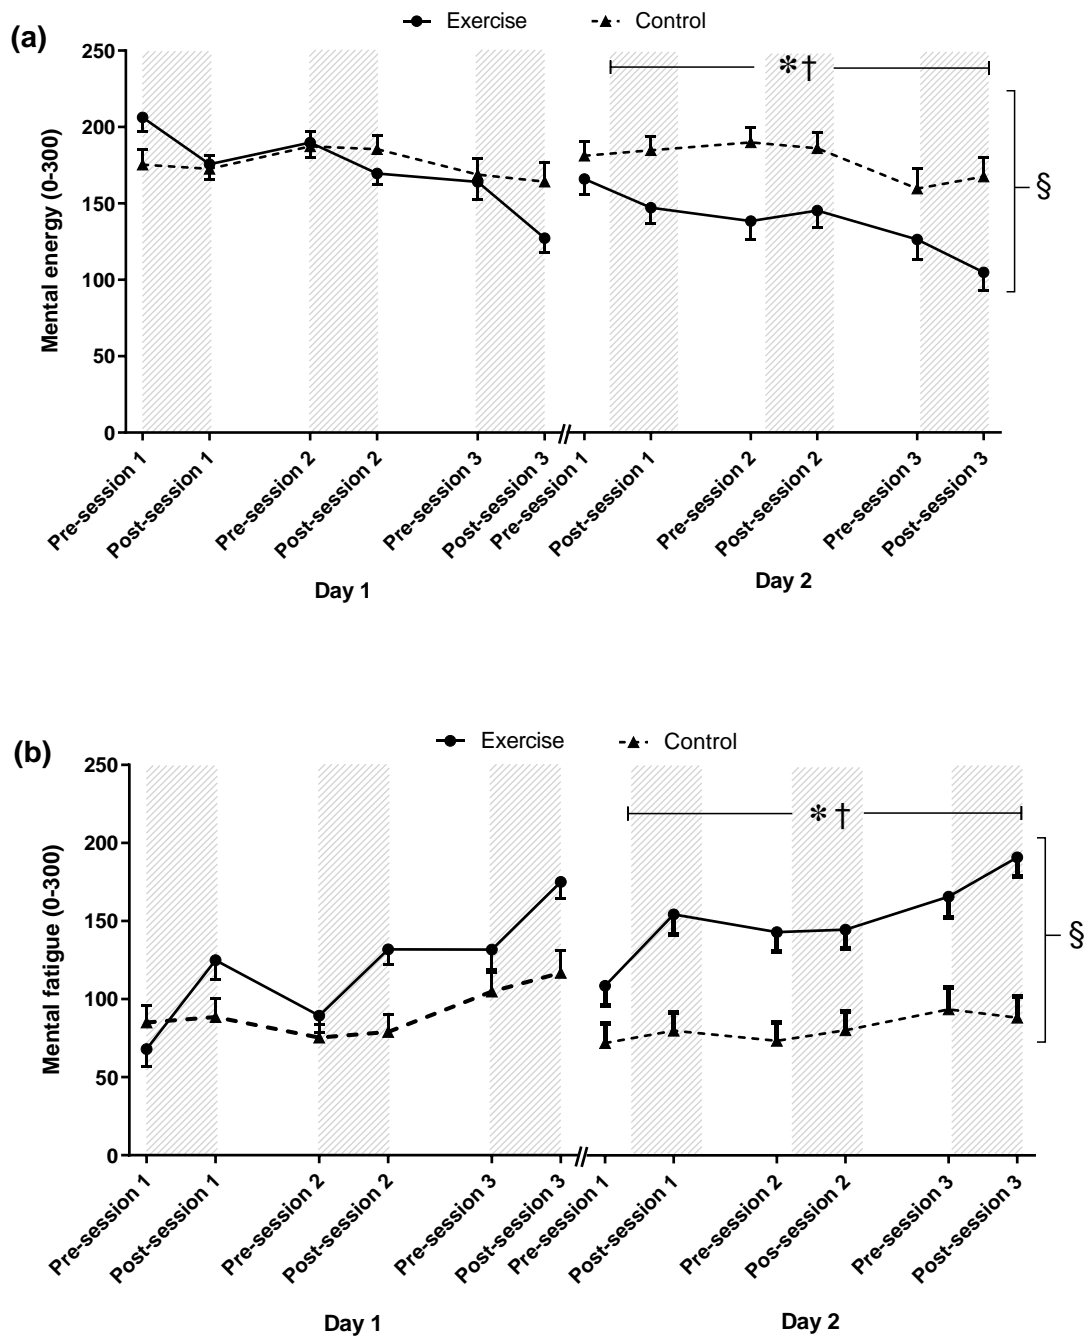 (a)
Exercise Control
Mental energy (0-300)
250
200
150
100
50
0
*†
§
Pre-session 1
Post-session 1
Pre-session 2
Post-session 2
Pre-session 3
Post-session 3
Pre-session 1
Post-session 1
Pre-session 2
Post-session 2
Pre-session 3
Post-session 3
Day 1
Day 2
(b)
Exercise Control
Mental fatigue (0-300)
250
200
150
100
50
0
*†
§
Pre-session 1
Post-session 1
Pre-session 2
Post-session 2
Pre-session 3
Post-session 3
Pre-session 1
Post-session 1
Pre-session 2
Pos-session 2
Pre-session 3
Post-session 3
Day 1
Day 2